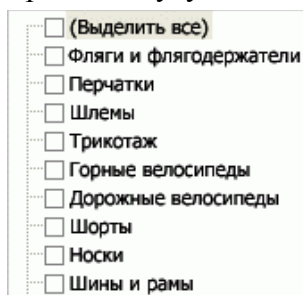 (Выделить все)
Фляги и флягодержатели
Перчатки
Шлемы
Трикотаж
Горные велосипеды
Дорожные велосипеды
Шорты
Носки
Шины и рамы